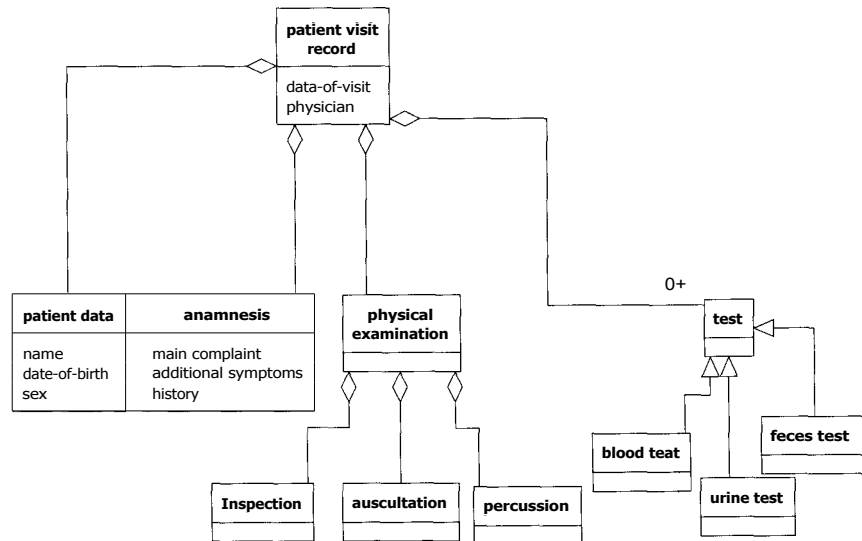 patient visit
record
data-of-visit
physician
0+
patient data
name
date-of-birth
sex
anamnesis
main complaint
additional symptoms
history
physical
examination
test
Inspection
auscultation
percussion
blood teat
urine test
feces test